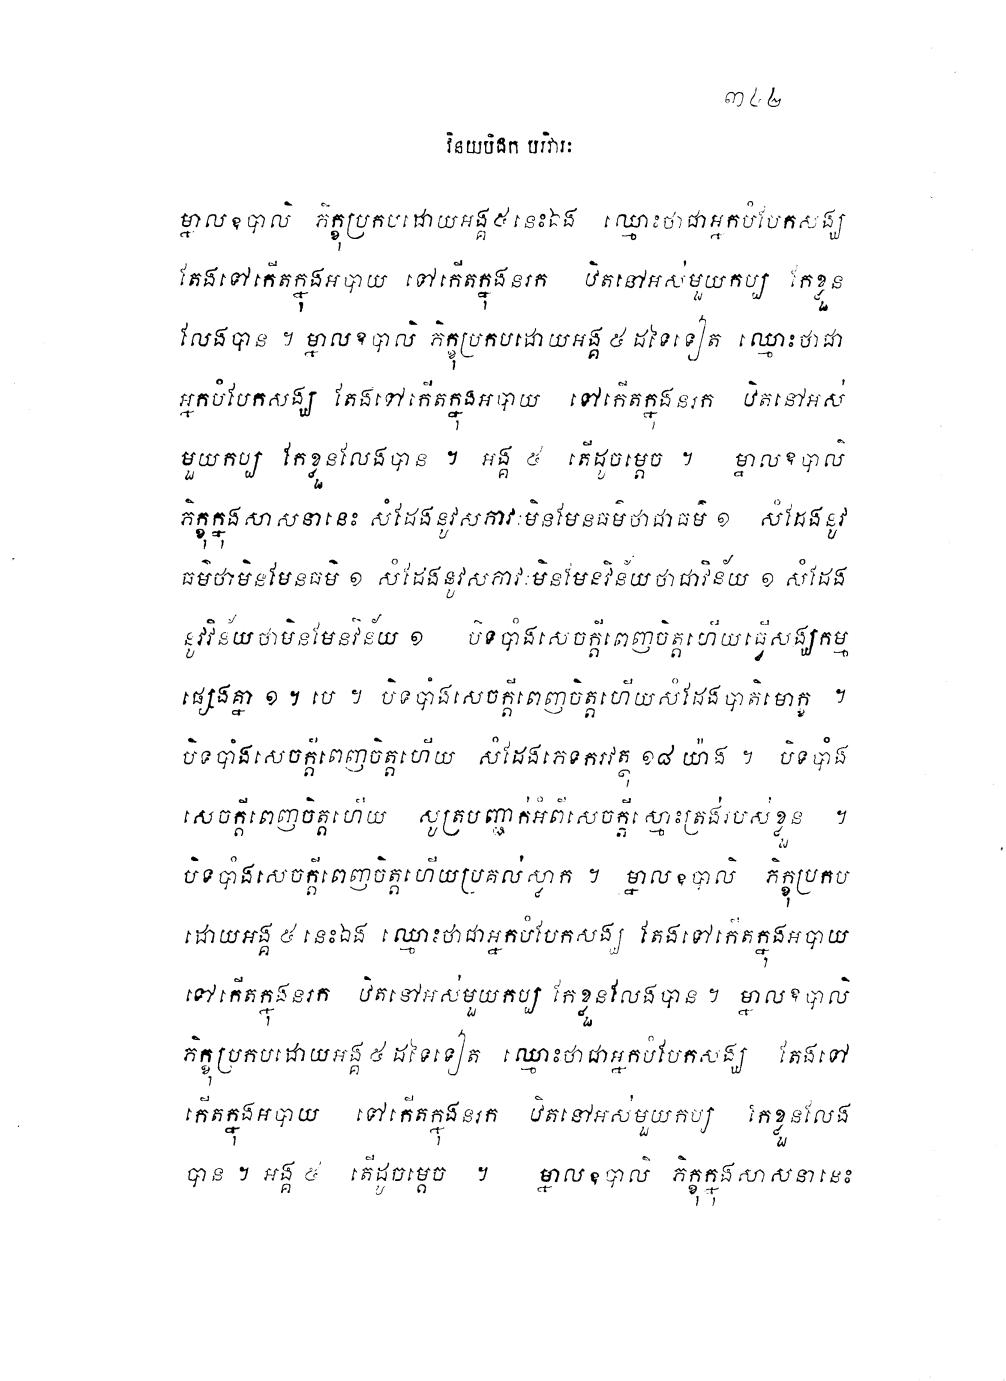 ៣៤២
វិនយបិដក បរិវារៈ
ម្នាលឧបាលិ ភិក្ខុប្រកបដោយអង្គ៥នេះឯង ឈ្មោះថាជាអ្នកបំបែកសង្ឃ
តែងទៅកើតក្នុងអបាយ ទៅកើតក្នុងនរក ឋិតនៅអស់មួយកប្ប កែខ្លួន
លែងបាន ។ ម្នាលឧបាលិ ភិក្ខុប្រកបដោយអង្គ ៥ ដទៃទៀត ឈ្មោះថាជា
អ្នកបំបែកសង្ឃ តែងទៅកើតក្នុងអបាយ ទៅកើតក្នុងនរក ឋិតនៅអស់
មួយកប្ប កែខ្លួនលែងបាន ។ អង្គ ៥ តើដូចម្តេច ។ ម្នាលឧបាលិ
ភិក្ខុក្នុងសាសនានេះ សំដែងនូវសភាវៈមិនមែនធម៌ថាជាធម៌ ១ សំដែងនូវ
ធម៌ថាមិនមែនធម៌ ១ សំដែងនូវសភាវៈមិនមែនវិន័យថាជាវិន័យ ១ សំដែង
នូវវិន័យថាមិនមែនវិន័យ ១ បិទបាំងសេចក្តីពេញចិត្តហើយធ្វើសង្ឃកម្ម
ផ្សេងគ្នា ១ ។ បេ ។ បិទបាំងសេចក្តីពេញចិត្តហើយសំដែងបាតិមោក្ខ ។
បិទបាំងសេចក្តីពេញចិត្តហើយ សំដែងភេទករវត្ថុ ១៨ យ៉ាង ។ បិទបាំង
សេចក្តីពេញចិត្តហើយ សូត្របញ្ជាក់អំពីសេចក្តីស្មោះត្រង់របស់ខ្លួន ។
បិទបាំងសេចក្តីពេញចិត្តហើយប្រគល់ស្លាក ។ ម្នាលឧបាលិ ភិក្ខុប្រកប
ដោយអង្គ ៥ នេះឯង ឈ្មោះថាជាអ្នកបំបែកសង្ឃ តែងទៅកើតក្នុងអបាយ
ទៅកើតក្នុងនរក ឋិតនៅអស់មួយកប្ប កែខ្លួនលែងបាន ។ ម្នាលឧបាលិ
ភិក្ខុប្រកបដោយអង្គ ៥ ដទៃទៀត ឈ្មោះថាជាអ្នកបំបែកសង្ឃ តែងទៅ
កើតក្នុងអបាយ ទៅកើតក្នុងនរក ឋិតនៅអស់មួយកប្ប កែខ្លួនលែង
បាន ។ អង្គ ៥ តើដូចម្តេច ។ ម្នាលឧបាលិ ភិក្ខុក្នុងសាសនានេះ